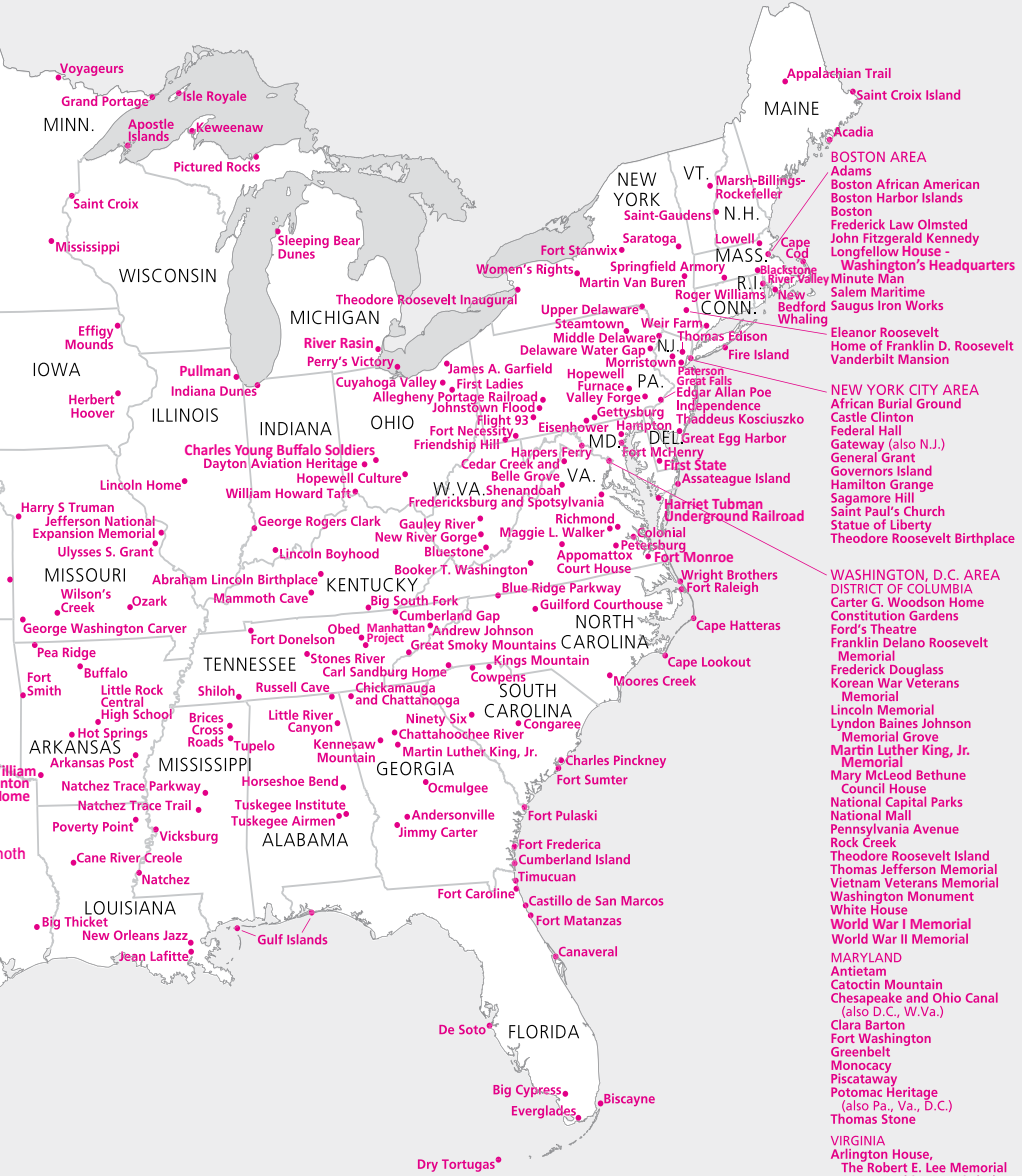 Voyageurs
Grand Portage
Isle Royale
MINN.
Apostle
Islands
Keweenaw
Pictured Rocks
Saint Croix
Mississippi
WISCONSIN
Sleeping Bear
Dunes
MICHIGAN
Theodore Roosevelt Inaugural
River Rasin
Perry's Victory
Effigy
Mounds
IOWA
Herbert
Hoover
Pullman
Indiana Dunes
ILLINOIS
INDIANA
OHIO
Cuyahoga Valley
James A. Garfield
First Ladies
Allegheny Portage Railroad
Johnstown Flood
Flight 93
Fort Necessity
Friendship Hill
Charles Young Buffalo Soldiers
Dayton Aviation Heritage
Hopewell Culture
William Howard Taft
Lincoln Home
Harry S Truman
Jefferson National
Expansion Memorial
Ulysses S. Grant
George Rogers Clark
Lincoln Boyhood
MISSOURI
Wilson's
Creek
Ozark
George Washington Carver
Abraham Lincoln Birthplace
Mammoth Cave
KENTUCKY
Big South Fork
Cumberland Gap
W.VA.
Gauley River
New River Gorge
Bluestone
Booker T. Washington
Appalachian Trail
MAINE
Saint Croix Island
Acadia
VT.
Marsh-Billings-
Rockefeller
NEW
YORK
N.H.
Saint-Gaudens
Saratoga
Fort Stanwix
Lowell
Cape
Cod
MASS.
Women's Rights
Springfield Armory
Martin Van Buren
Blackstone
River Valley
R.I.
Roger Williams
New
Bedford
Whaling
CONN.
Upper Delaware
Steamtown
Weir Farm
Middle Delaware
Thomas Edison
Delaware Water Gap
N.J.
Morristown
Fire Island
Paterson
Great Falls
Hopewell
Furnace
PA.
Valley Forge
Edgar Allan Poe
Independence
Thaddeus Kosciuszko
Gettysburg
Eisenhower
Hampton
MD.
DEL.
Great Egg Harbor
Harpers Ferry
Fort McHenry
First State
Assateague Island
Cedar Creek and
Belle Grove
VA.
Shenandoah
Fredericksburg and Spotsylvania
Harriet Tubman
Underground Railroad
Richmond
Maggie L. Walker
Colonial
Petersburg
Appomattox
Court House
Fort Monroe
Wright Brothers
Fort Raleigh
Blue Ridge Parkway
Guilford Courthouse
NORTH
CAROLINA
Cape Hatteras
Cape Lookout
Moores Creek
Fort Donelson
Obed
Manhattan
Project
Andrew Johnson
Great Smoky Mountains
TENNESSEE
Stones River
Carl Sandburg Home
Kings Mountain
Cowpens
Pea Ridge
Buffalo
Fort
Smith
Little Rock
Central
High School
Hot Springs
ARKANSAS
Arkansas Post
Shiloh
Russell Cave
Chickamauga
and Chattanooga
SOUTH
CAROLINA
Brices
Cross
Roads
Tupelo
Little River
Canyon
Ninety Six
Congaree
Chattahoochee River
Kennesaw
Mountain
Martin Luther King, Jr.
MISSISSIPPI
GEORGIA
Charles Pinckney
Fort Sumter
illiam
nton
Home
Natchez Trace Parkway
Natchez Trace Trail
Poverty Point
Vicksburg
Horseshoe Bend
Ocmulgee
Tuskegee Institute
Tuskegee Airmen
ALABAMA
Andersonville
Jimmy Carter
Fort Pulaski
Fort Frederica
Cumberland Island
Timucuan
Fort Caroline
Castillo de San Marcos
Fort Matanzas
Canaveral
oth
Cane River Creole
Natchez
LOUISIANA
Big Thicket
New Orleans Jazz
Jean Lafitte
Gulf Islands
De Soto
FLORIDA
Big Cypress
Everglades
Biscayne
Dry Tortugas
BOSTON AREA
Adams
Boston African American
Boston Harbor Islands
Boston
Frederick Law Olmsted
John Fitzgerald Kennedy
Longfellow House -
Washington's Headquarters
Minute Man
Salem Maritime
Saugus Iron Works
Eleanor Roosevelt
Home of Franklin D. Roosevelt
Vanderbilt Mansion
NEW YORK CITY AREA
African Burial Ground
Castle Clinton
Federal Hall
Gateway (also N.J.)
General Grant
Governors Island
Hamilton Grange
Sagamore Hill
Saint Paul's Church
Statue of Liberty
Theodore Roosevelt Birthplace
WASHINGTON, D.C. AREA
DISTRICT OF COLUMBIA
Carter G. Woodson Home
Constitution Gardens
Ford's Theatre
Franklin Delano Roosevelt
Memorial
Frederick Douglass
Korean War Veterans
Memorial
Lincoln Memorial
Lyndon Baines Johnson
Memorial Grove
Martin Luther King, Jr.
Memorial
Mary McLeod Bethune
Council House
National Capital Parks
National Mall
Pennsylvania Avenue
Rock Creek
Theodore Roosevelt Island
Thomas Jefferson Memorial
Vietnam Veterans Memorial
Washington Monument
White House
World War I Memorial
World War II Memorial
MARYLAND
Antietam
Catoctin Mountain
Chesapeake and Ohio Canal
(also D.C., W.Va.)
Clara Barton
Fort Washington
Greenbelt
Monocacy
Piscataway
Potomac Heritage
(also Pa., Va., D.C.)
Thomas Stone
VIRGINIA
Arlington House,
The Robert E. Lee Memorial